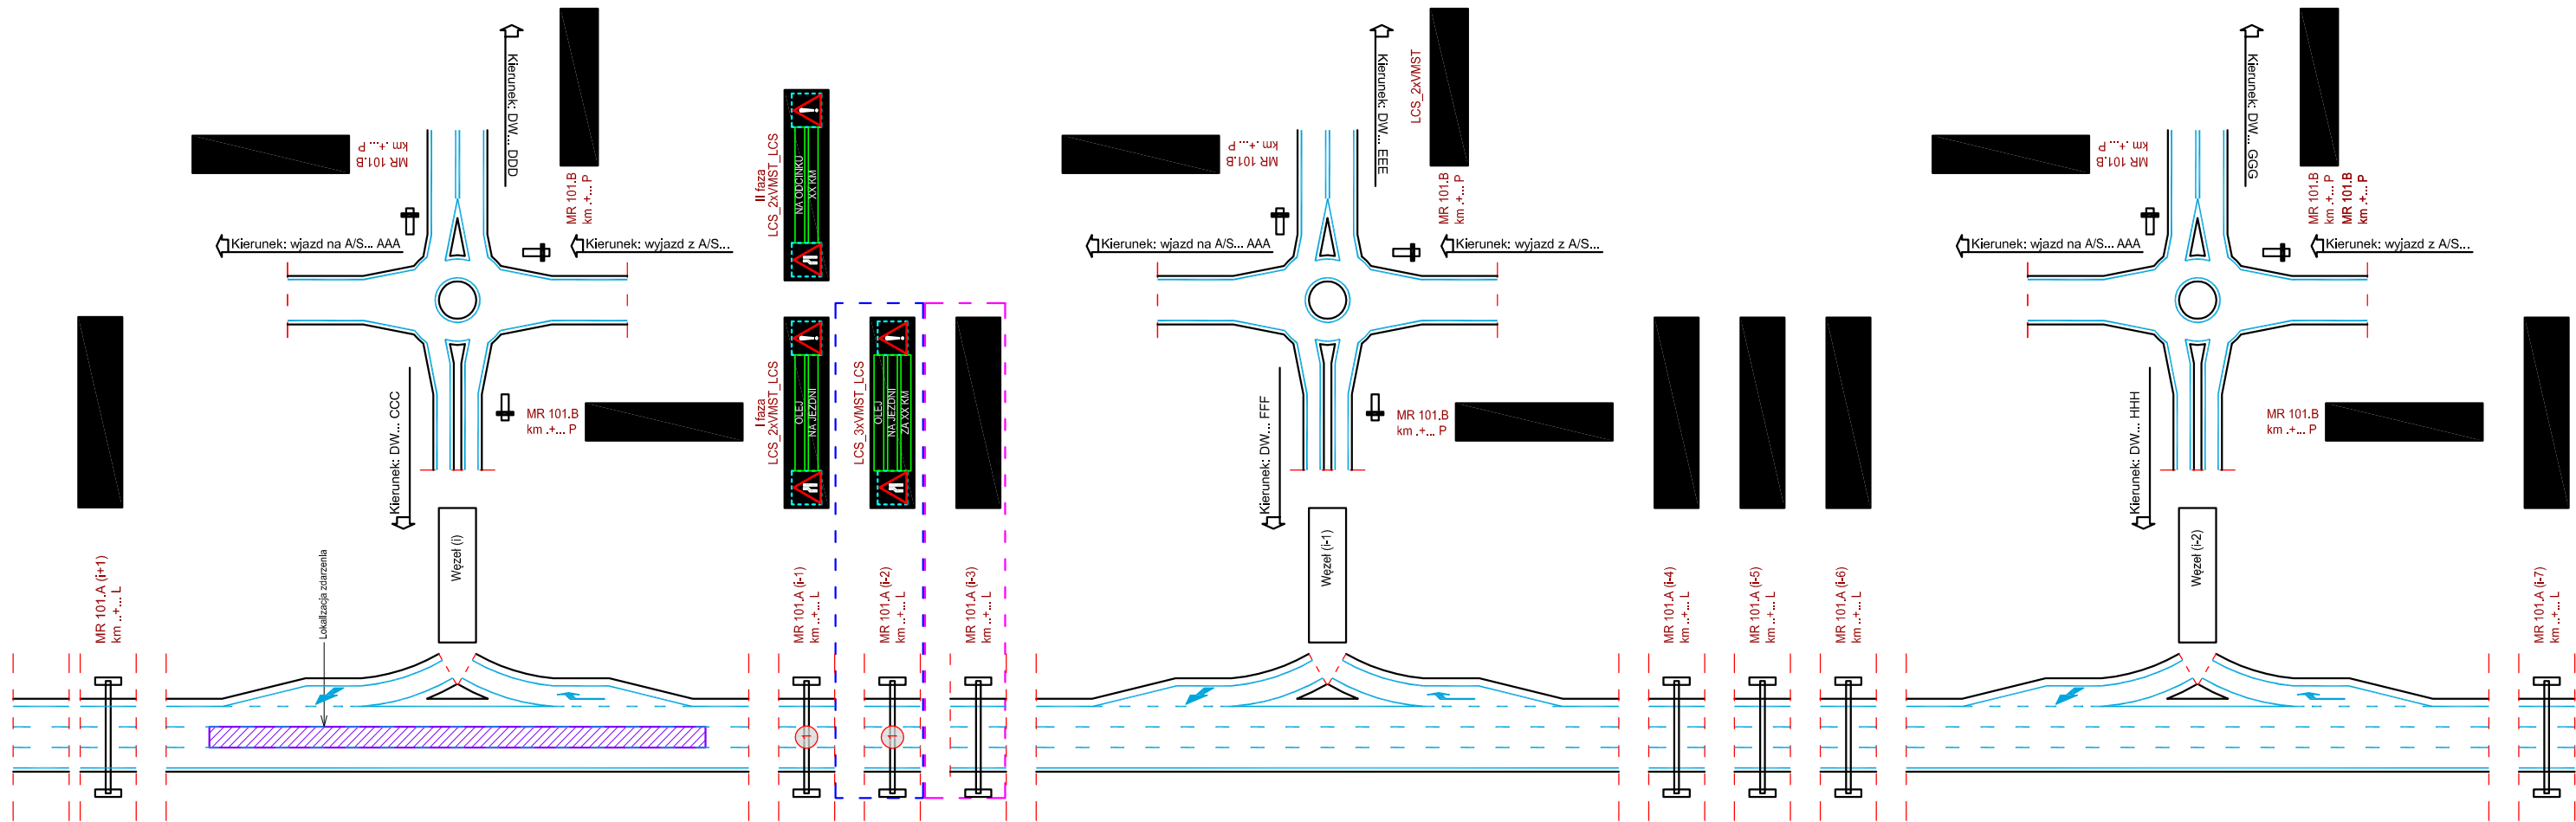 Kierunek: DW... DDD
MR 101.B
km .+... P
MR 101.B
km .+... P
Kierunek: wjazd na A/S... AAA
Kierunek: wyjazd z A/S...
Kierunek: DW... CCC
MR 101.B
km .+... P
Węzeł (i)
Lokalizacja zdarzenia
MR 101.A (i+1)
km ..+... L
II faza
LCS_2xVMST_LCS
NA ODCINKU
XX KM
I faza
LCS_2xVMST_LCS
OLEJ
NA JEZDNI
LCS_3xVMST_LCS
OLEJ
NA JEZDNI
ZA XX KM
MR 101.A (i-1)
km ..+... L
1
MR 101.A (i-2)
km ..+... L
1
MR 101.A (i-3)
km ..+... L
Kierunek: DW... EEE
LCS_2xVMST
MR 101.B
km .+... P
MR 101.B
km .+... P
Kierunek: wjazd na A/S... AAA
Kierunek: wyjazd z A/S...
Kierunek: DW... FFF
MR 101.B
km .+... P
Węzeł (i-1)
MR 101.A (i-4)
km ..+... L
MR 101.A (i-5)
km ..+... L
MR 101.A (i-6)
km ..+... L
Kierunek: DW... GGG
MR 101.B
km .+... P
MR 101.B
km .+... P
MR 101.B
km .+... P
Kierunek: wjazd na A/S... AAA
Kierunek: wyjazd z A/S...
Kierunek: DW... HHH
MR 101.B
km .+... P
Węzeł (i-2)
MR 101.A (i-7)
km ..+... L